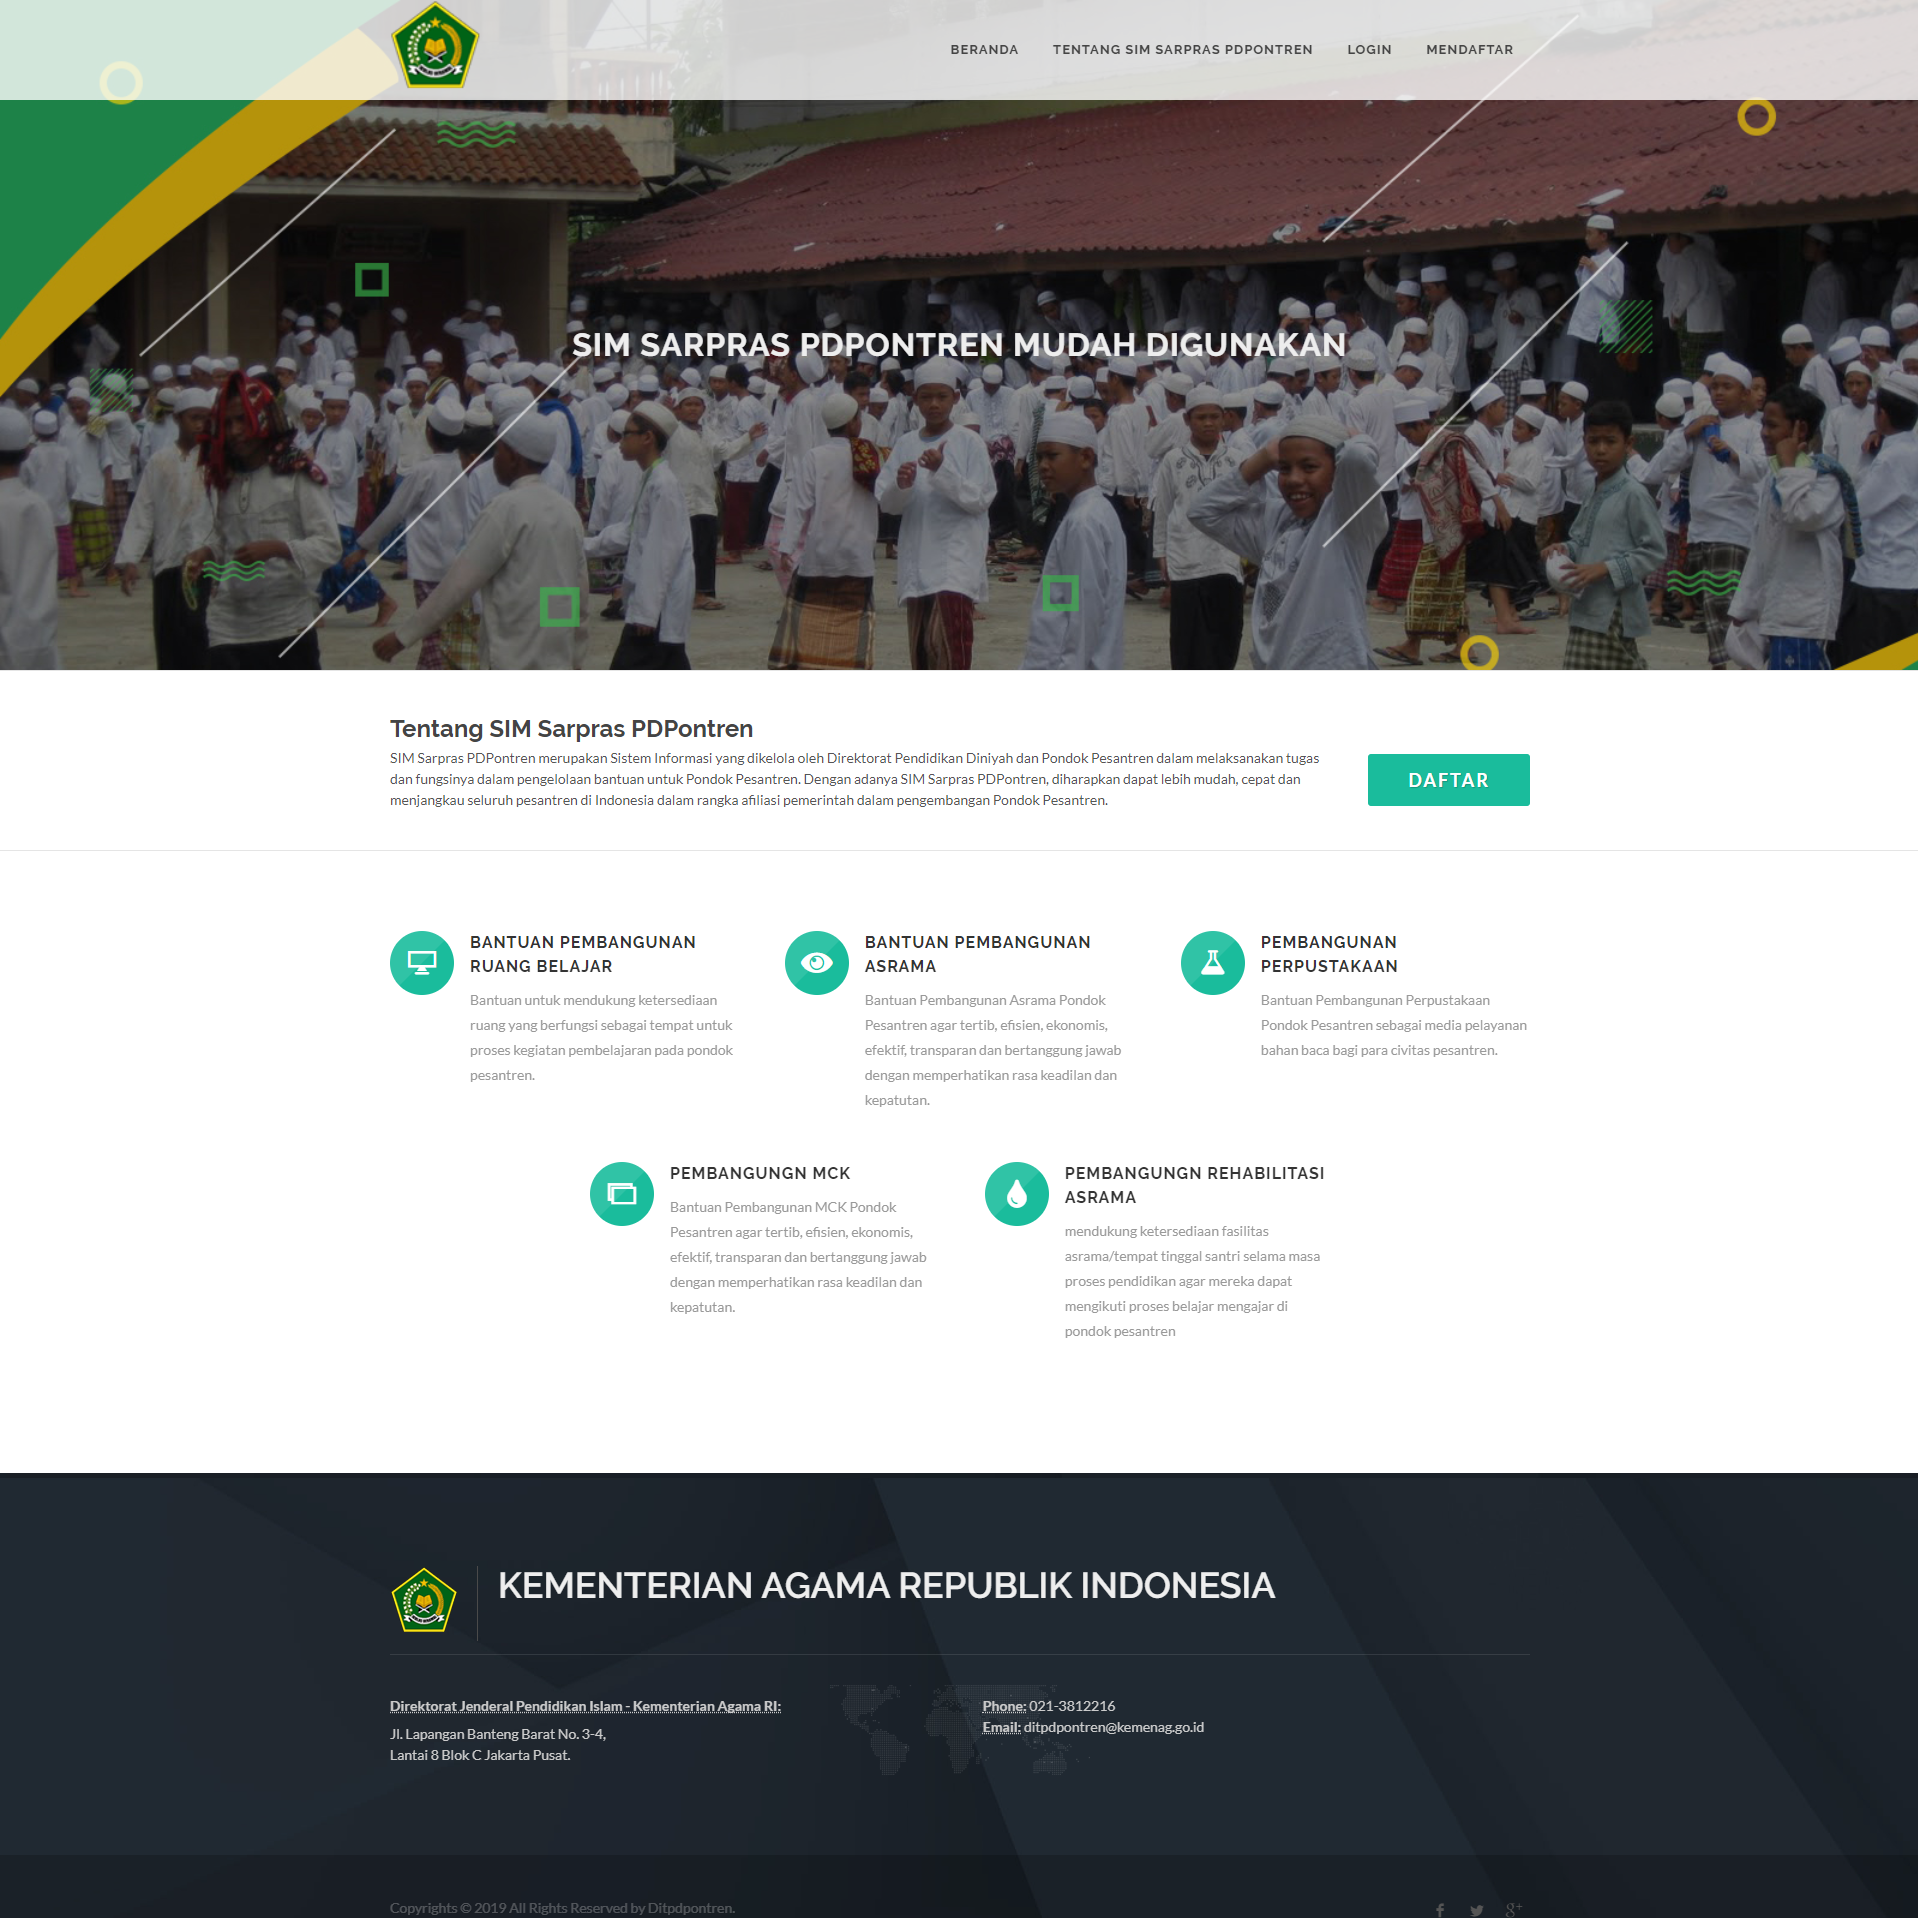 BERANDA TENTANG SIM SARPRAS PDPONTREN LOGIN MENDAFTAR
SIM SARPRAS PDPONTREN MUDAH DIGUNAKAN
Tentang SIM Sarpras PDPontren
SIM Sarpras PDPontren merupakan Sistem Informasi yang dikelola oleh Direktorat Pendidikan Diniyah dan Pondok Pesantren dalam melaksanakan tugas
dan fungsinya dalam pengelolaan bantuan untuk Pondok Pesantren. Dengan adanya SIM Sarpras PDPontren, diharapkan dapat lebih mudah, cepat dan
menjangkau seluruh pesantren di Indonesia dalam rangka afiliasi pemerintah dalam pengembangan Pondok Pesantren.
DAFTAR
BANTUAN PEMBANGUNAN
RUANG BELAJAR
Bantuan untuk mendukung ketersediaan
ruang yang berfungsi sebagai tempat untuk
proses kegiatan pembelajaran pada pondok
pesantren.
BANTUAN PEMBANGUNAN
ASRAMA
Bantuan Pembangunan Asrama Pondok
Pesantren agar tertib, efisien, ekonomis,
efektif, transparan dan bertanggung jawab
dengan memperhatikan rasa keadilan dan
kepatutan.
PEMBANGUNAN
PERPUSTAKAAN
Bantuan Pembangunan Perpustakaan
Pondok Pesantren sebagai media pelayanan
bahan baca bagi para civitas pesantren.
PEMBANGUNGN MCK
Bantuan Pembangunan MCK Pondok
Pesantren agar tertib, efisien, ekonomis,
efektif, transparan dan bertanggung jawab
dengan memperhatikan rasa keadilan dan
kepatutan.
PEMBANGUNGN REHABILITASI
ASRAMA
mendukung ketersediaan fasilitas
asrama/tempat tinggal santri selama masa
proses pendidikan agar mereka dapat
mengikuti proses belajar mengajar di
pondok pesantren
KEMENTERIAN AGAMA REPUBLIK INDONESIA
Direktorat Jenderal Pendidikan Islam - Kementerian Agama RI:
Jl. Lapangan Banteng Barat No. 3-4,
Lantai 8 Blok C Jakarta Pusat.
Phone: 021-3812216
Email: ditpdpontren@kemenag.go.id
Copyrights © 2019 All Rights Reserved by Ditpdpontren.